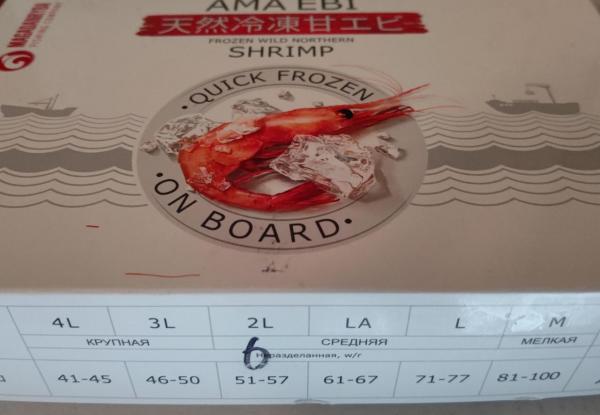 AMA EBI
天然冷凍甘エビ
FROZEN WILD NORTHERN
SHRIMP
• QUICK FROZEN
• ON BOARD •
4L 3L 2L LA L M
КРУПНАЯ СРЕДНЯЯ МЕЛКАЯ
6
Неразделанная, w/r
41-45 46-50 51-57 61-67 71-77 81-100